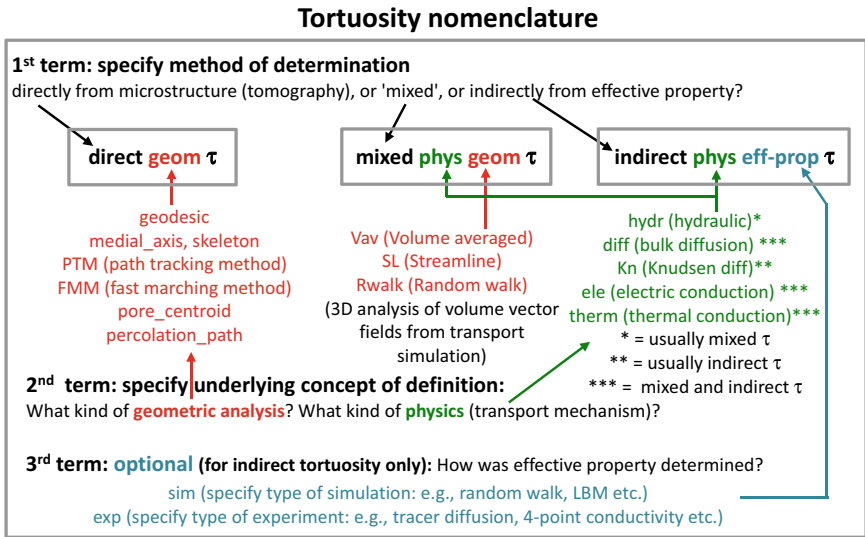 Tortuosity nomenclature
1st term: specify method of determination
directly from microstructure (tomography), or 'mixed', or indirectly from effective property?
direct geom τ
mixed phys geom τ
indirect phys eff-prop τ
geodesic
medial_axis, skeleton
PTM (path tracking method)
FMM (fast marching method)
pore_centroid
percolation_path
Vav (Volume averaged)
SL (Streamline)
Rwalk (Random walk)
(3D analysis of volume vector
fields from transport
simulation)
hydr (hydraulic)*
diff (bulk diffusion) ***
Kn (Knudsen diff)**
ele (electric conduction) ***
therm (thermal conduction)***
* = usually mixed τ
** = usually indirect τ
*** = mixed and indirect τ
2nd term: specify underlying concept of definition:
What kind of geometric analysis? What kind of physics (transport mechanism)?
3rd term: optional (for indirect tortuosity only): How was effective property determined?
sim (specify type of simulation: e.g., random walk, LBM etc.)
exp (specify type of experiment: e.g., tracer diffusion, 4-point conductivity etc.)